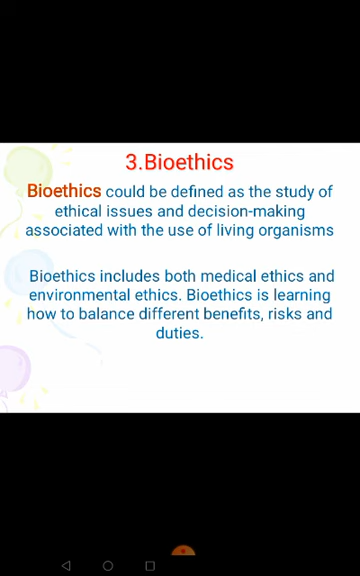 3.Bioethics
Bioethics could be defined as the study of
ethical issues and decision-making
associated with the use of living organisms
Bioethics includes both medical ethics and
environmental ethics. Bioethics is learning
how to balance different benefits, risks and
duties.